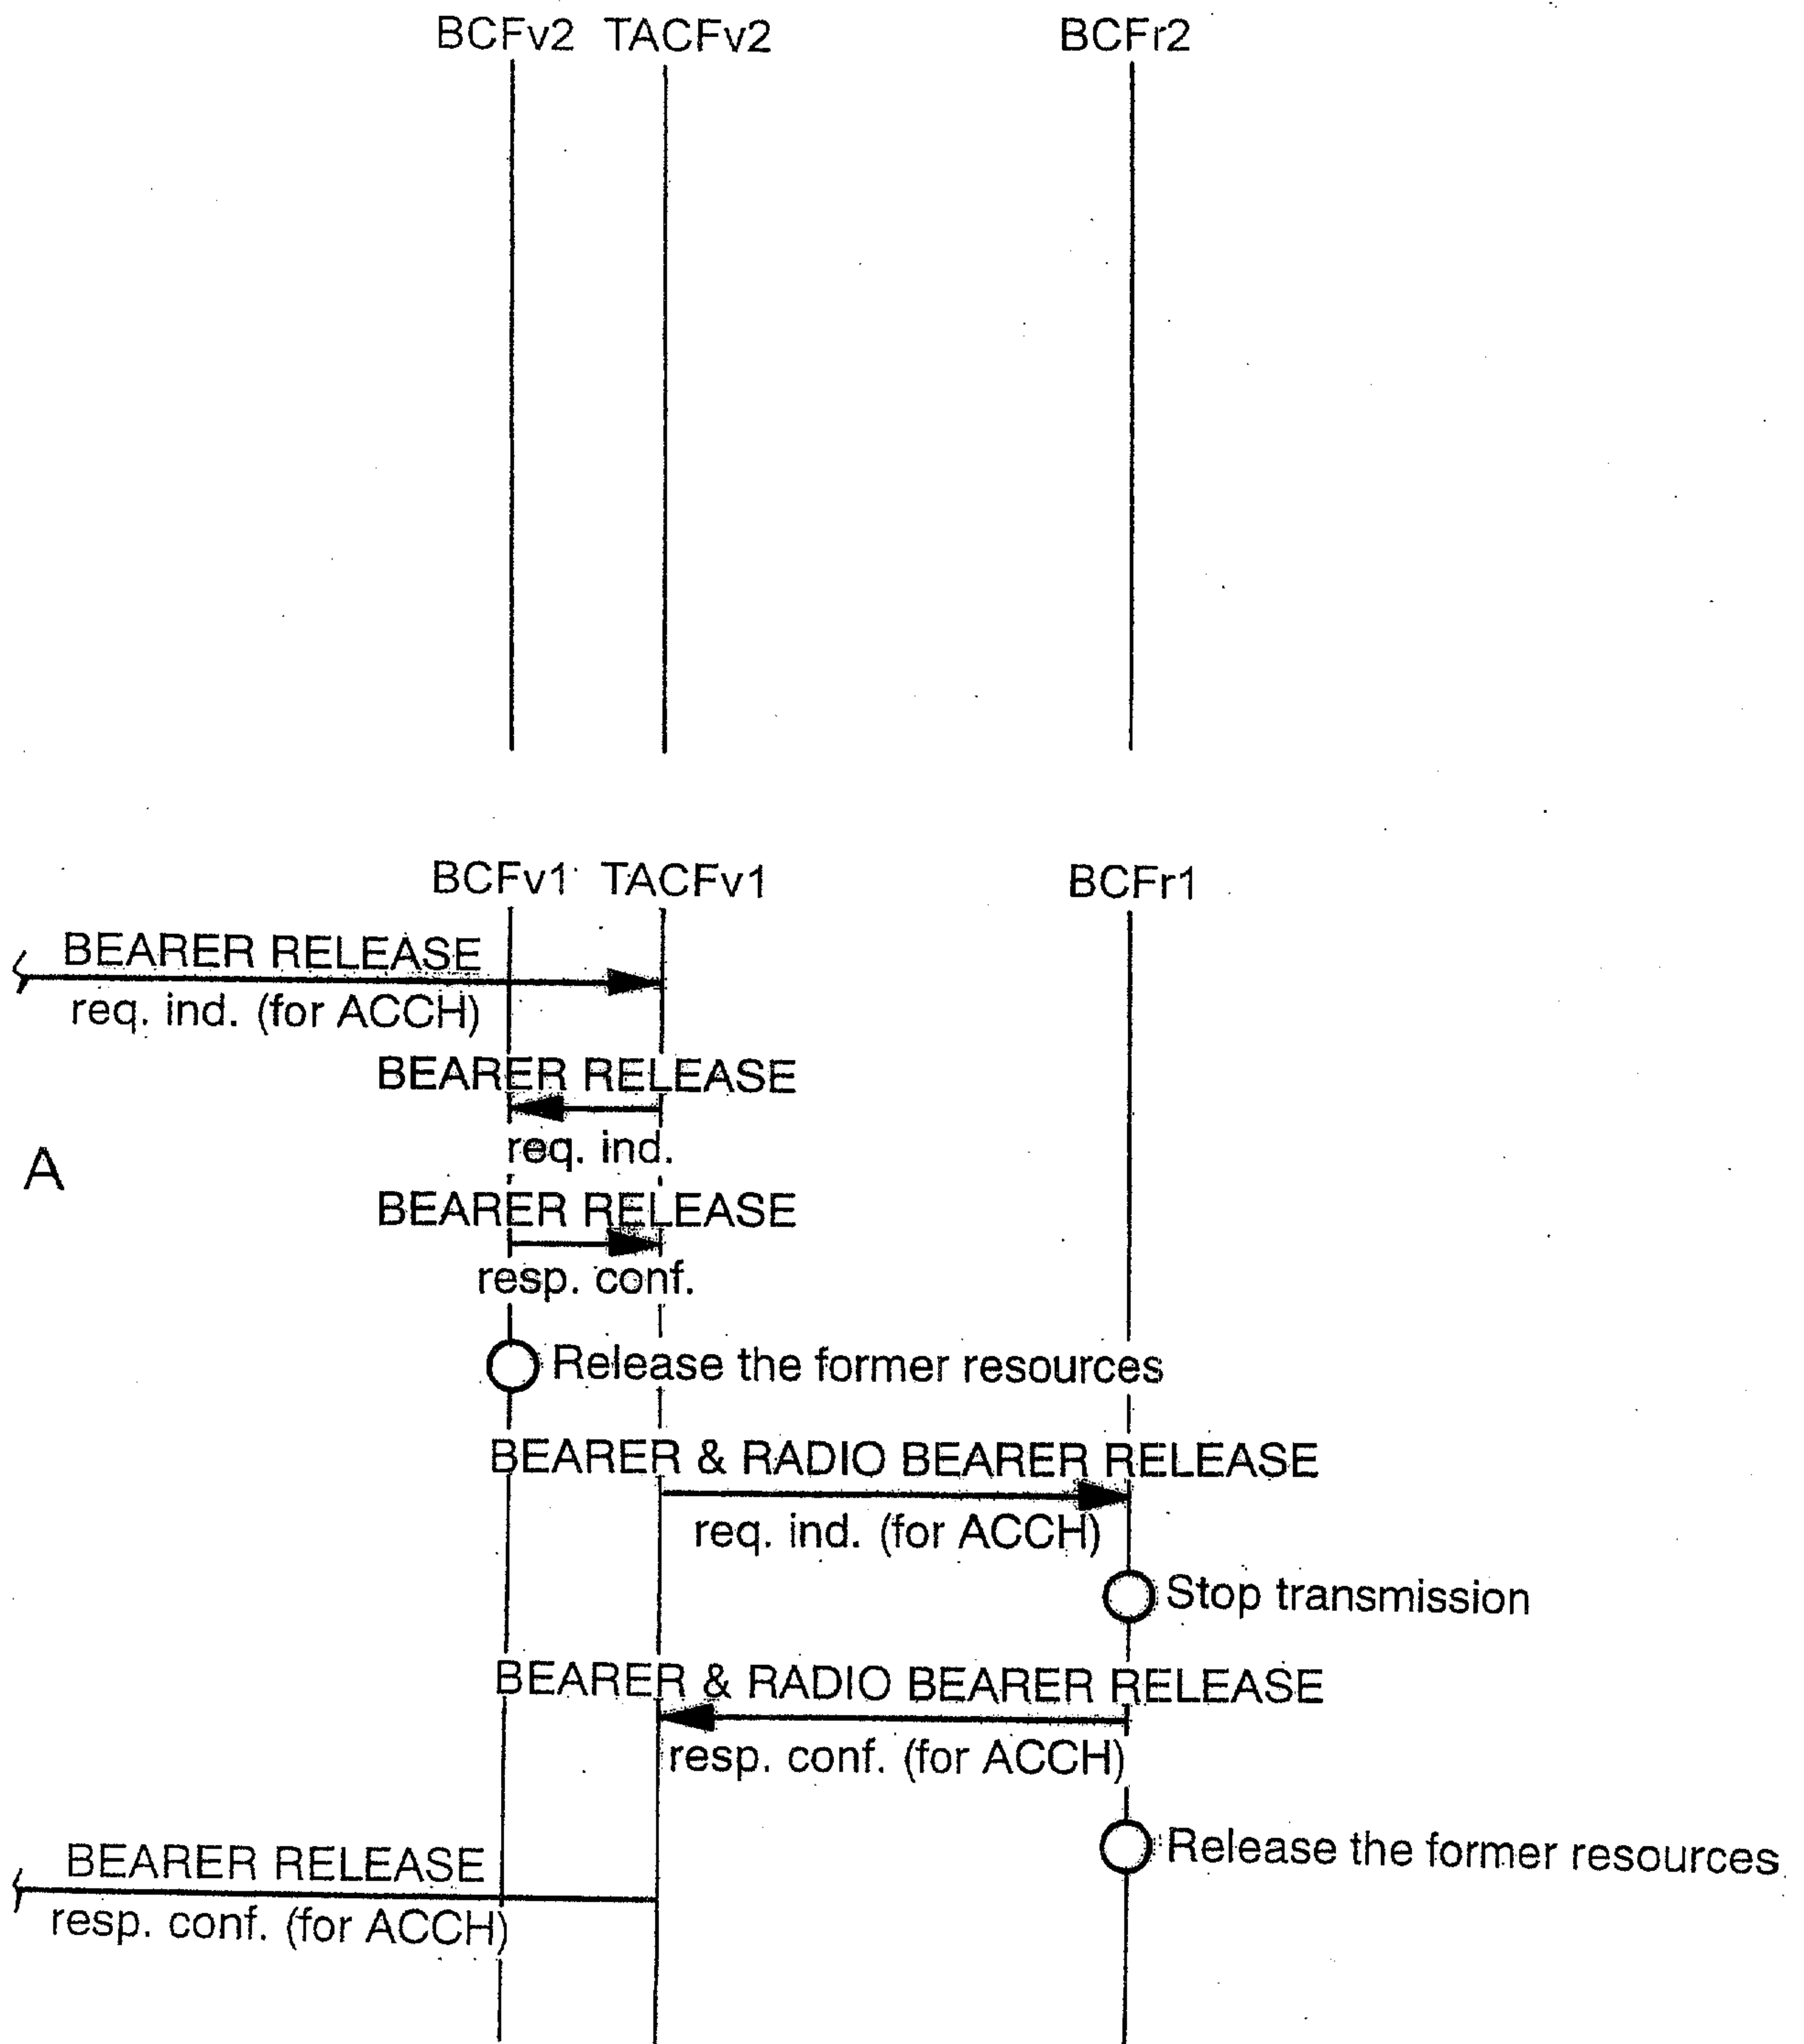 BCFv2 TACFv2 BCFr2
BCFv1 TACFv1 BCFr1
BEARER RELEASE
req. ind. (for ACCH)
BEARER RELEASE
req. ind.
A
BEARER RELEASE
resp. conf.
Release the former resources
BEARER & RADIO BEARER RELEASE
req. ind. (for ACCH)
Stop transmission
BEARER & RADIO BEARER RELEASE
resp. conf. (for ACCH)
Release the former resources
BEARER RELEASE
resp. conf. (for ACCH)